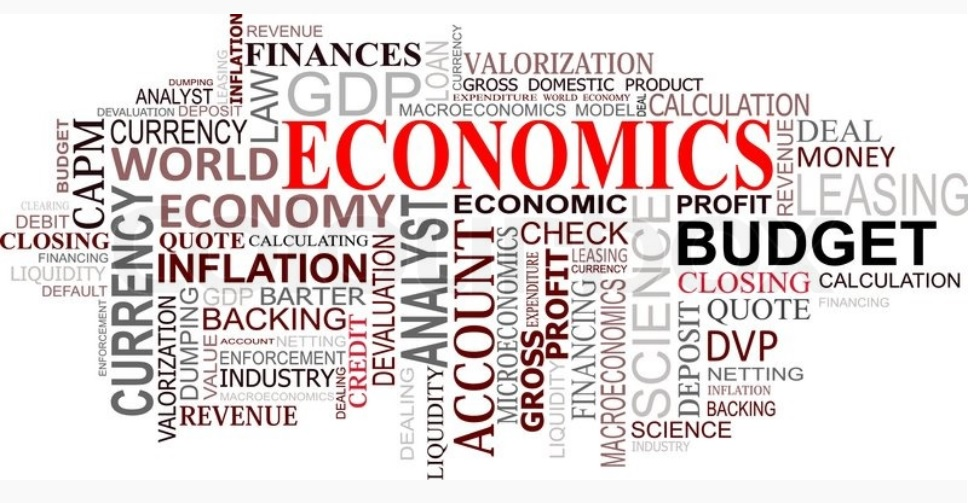 INFLATION
REVENUE
FINANCES
LEASING
LAW
GDP
LOAN
CURRENCY
VALORIZATION
GROSS DOMESTIC PRODUCT
EXPENDITURE WORLD ECONOMY
MACROECONOMICS MODEL
DEAL
CALCULATION
DUMPING
ANALYST
DEVALUATION DEPOSIT
BUDGET
CAPM
CURRENCY
WORLD
ECONOMICS
REVENUE
DEAL
MONEY
LEASING
CLEARING
DEBIT
CLOSING
FINANCING
LIQUIDITY
DEFAULT
ENFORCEMENT
CURRENCY
ECONOMY
QUOTE CALCULATING
INFLATION
VALORIZATION
DUMPING
GDP BARTER
BACKING
VALUE
ACCOUNT NETTING
ENFORCEMENT
INDUSTRY
MACROECONOMICS
REVENUE
DEALING
CREDIT
DEVALUATION
ANALYST
DEALING
LIQUIDITY
ECONOMIC
ACCOUNT
MICROECONOMICS
CHECK
EXPENDITURE
GROSS PROFIT
LIQUIDITY
LEASING
CURRENCY
FINANCING
MACROECONOMICS
SCIENCE
PROFIT
BUDGET
CLOSING
CALCULATION
FINANCING
QUOTE
DEPOSIT
DVP
NETTING
INFLATION
BACKING
SCIENCE
INDUSTRY